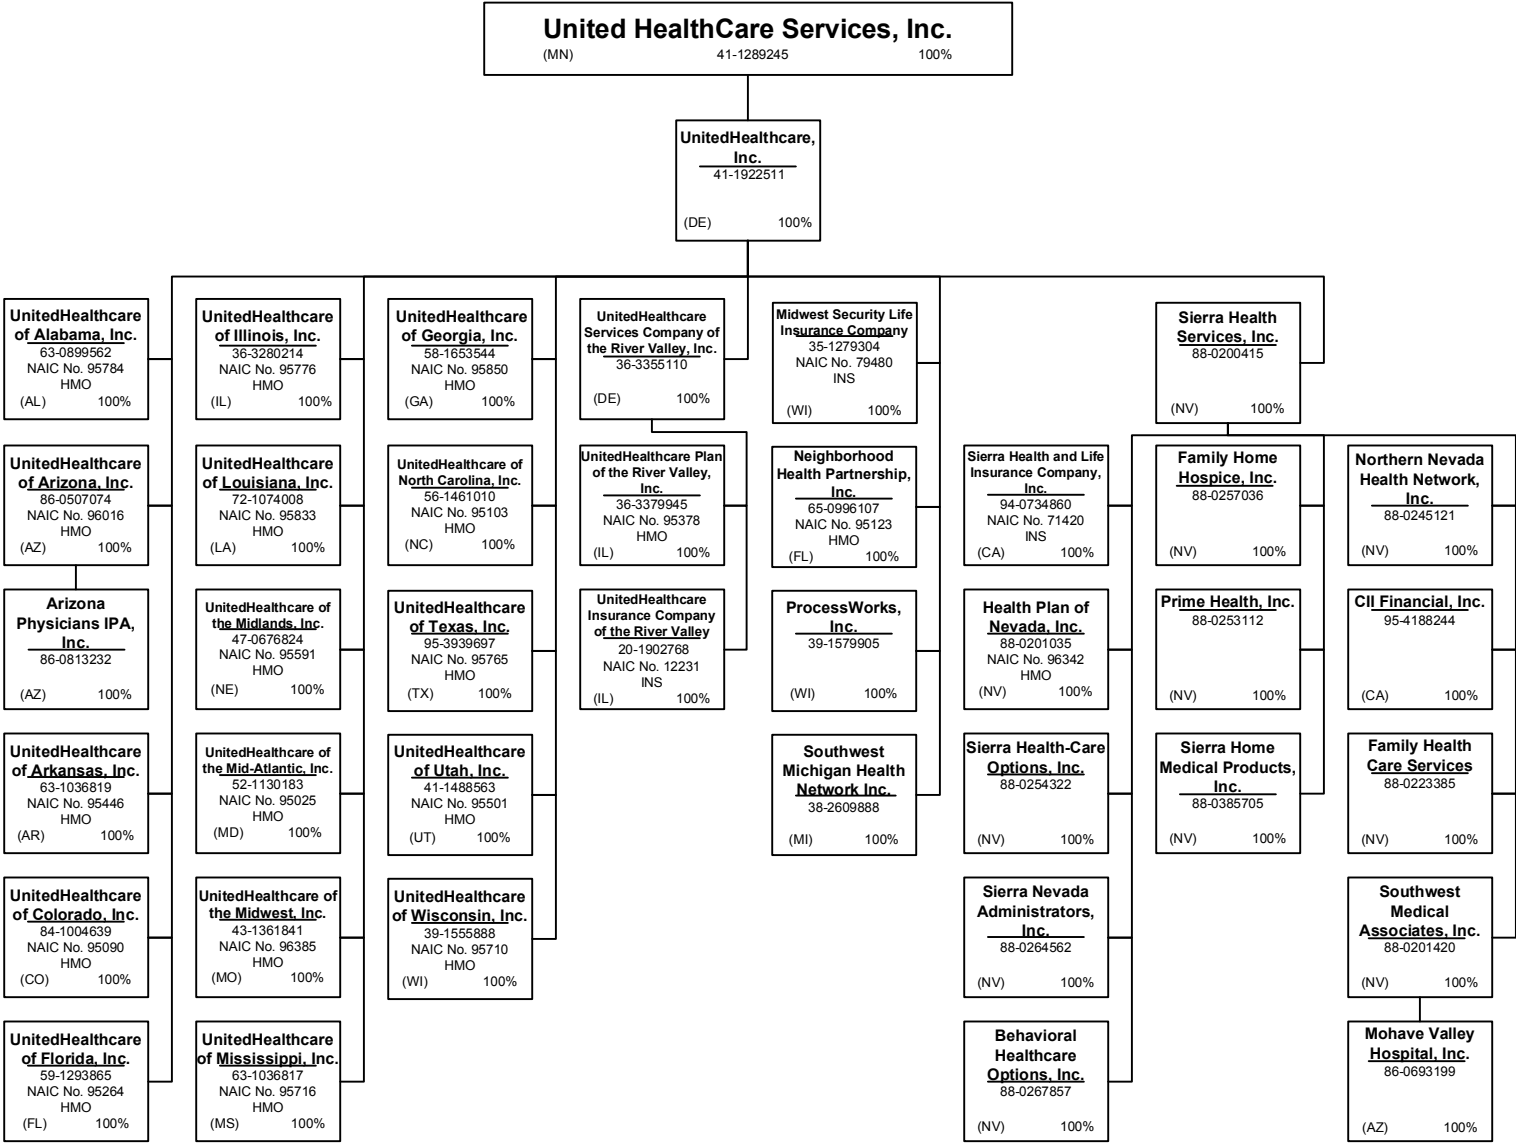 United HealthCare Services, Inc.
(MN) 41-1289245 100%
UnitedHealthcare,
Inc.
41-1922511
(DE) 100%
UnitedHealthcare
of Alabama, Inc.
63-0899562
NAIC No. 95784
HMO
(AL) 100%
UnitedHealthcare
of Illinois, Inc.
36-3280214
NAIC No. 95776
HMO
(IL) 100%
UnitedHealthcare
of Georgia, Inc.
58-1653544
NAIC No. 95850
HMO
(GA) 100%
UnitedHealthcare
Services Company of
the River Valley, Inc.
36-3355110
(DE) 100%
Midwest Security Life
Insurance Company
35-1279304
NAIC No. 79480
INS
(WI) 100%
Sierra Health
Services, Inc.
88-0200415
(NV) 100%
UnitedHealthcare
of Arizona, Inc.
86-0507074
NAIC No. 96016
HMO
(AZ) 100%
UnitedHealthcare
of Louisiana, Inc.
72-1074008
NAIC No. 95833
HMO
(LA) 100%
UnitedHealthcare of
North Carolina, Inc.
56-1461010
NAIC No. 95103
HMO
(NC) 100%
UnitedHealthcare Plan
of the River Valley,
Inc.
36-3379945
NAIC No. 95378
HMO
(IL) 100%
Neighborhood
Health Partnership,
Inc.
65-0996107
NAIC No. 95123
HMO
(FL) 100%
Sierra Health and Life
Insurance Company,
Inc.
94-0734860
NAIC No. 71420
INS
(CA) 100%
Family Home
Hospice, Inc.
88-0257036
(NV) 100%
Northern Nevada
Health Network,
Inc.
88-0245121
(NV) 100%
Arizona
Physicians IPA,
Inc.
86-0813232
(AZ) 100%
UnitedHealthcare of
the Midlands, Inc.
47-0676824
NAIC No. 95591
HMO
(NE) 100%
UnitedHealthcare
of Texas, Inc.
95-3939697
NAIC No. 95765
HMO
(TX) 100%
UnitedHealthcare
Insurance Company
of the River Valley
20-1902768
NAIC No. 12231
INS
(IL) 100%
ProcessWorks,
Inc.
39-1579905
(WI) 100%
Health Plan of
Nevada, Inc.
88-0201035
NAIC No. 96342
HMO
(NV) 100%
Prime Health, Inc.
88-0253112
(NV) 100%
CII Financial, Inc.
95-4188244
(CA) 100%
UnitedHealthcare
of Arkansas, Inc.
63-1036819
NAIC No. 95446
HMO
(AR) 100%
UnitedHealthcare of
the Mid-Atlantic, Inc.
52-1130183
NAIC No. 95025
HMO
(MD) 100%
UnitedHealthcare
of Utah, Inc.
41-1488563
NAIC No. 95501
HMO
(UT) 100%
Southwest
Michigan Health
Network Inc.
38-2609888
(MI) 100%
Sierra Health-Care
Options, Inc.
88-0254322
(NV) 100%
Sierra Home
Medical Products,
Inc.
88-0385705
(NV) 100%
Family Health
Care Services
88-0223385
(NV) 100%
UnitedHealthcare
of Colorado, Inc.
84-1004639
NAIC No. 95090
HMO
(CO) 100%
UnitedHealthcare of
the Midwest, Inc.
43-1361841
NAIC No. 96385
HMO
(MO) 100%
UnitedHealthcare
of Wisconsin, Inc.
39-1555888
NAIC No. 95710
HMO
(WI) 100%
Sierra Nevada
Administrators,
Inc.
88-0264562
(NV) 100%
Southwest
Medical
Associates, Inc.
88-0201420
(NV) 100%
UnitedHealthcare
of Florida, Inc.
59-1293865
NAIC No. 95264
HMO
(FL) 100%
UnitedHealthcare
of Mississippi, Inc.
63-1036817
NAIC No. 95716
HMO
(MS) 100%
Behavioral
Healthcare
Options, Inc.
88-0267857
(NV) 100%
Mohave Valley
Hospital, Inc.
86-0693199
(AZ) 100%